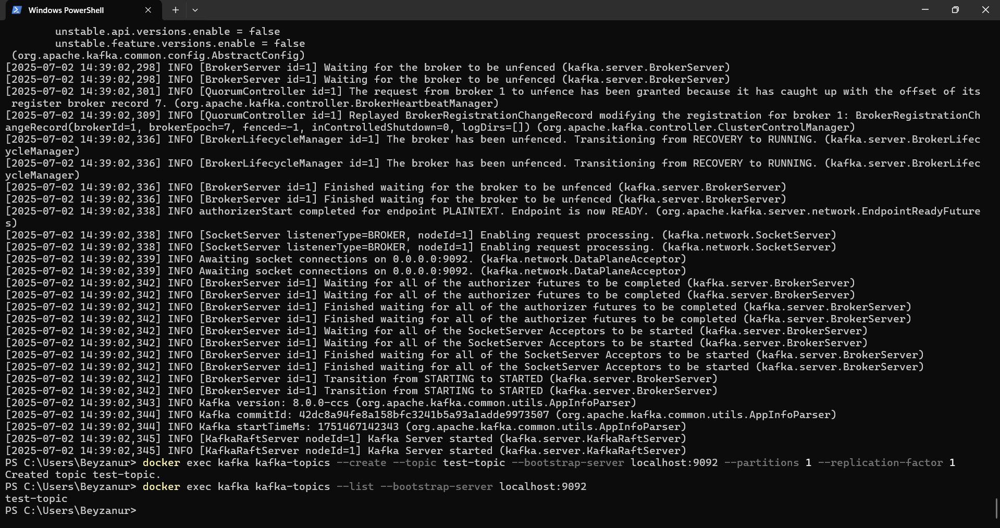 Windows PowerShell
unstable.api.versions.enable = false
unstable.feature.versions.enable = false
(org.apache.kafka.common.config.AbstractConfig)
[2025-07-02 14:39:02,298] INFO [BrokerServer id=1] Waiting for the broker to be unfenced (kafka.server.BrokerServer)
[2025-07-02 14:39:02,298] INFO [BrokerServer id=1] Waiting for the broker to be unfenced (kafka.server.BrokerServer)
[2025-07-02 14:39:02,301] INFO [QuorumController id=1] The request from broker 1 to unfence has been granted because it has caught up with the offset of its
register broker record 7. (org.apache.kafka.controller.BrokerHeartbeatManager)
[2025-07-02 14:39:02,309] INFO [QuorumController id=1] Replayed BrokerRegistrationChangeRecord modifying the registration for broker 1: BrokerRegistrationCh
angeRecord(brokerId=1, brokerEpoch=7, fenced=-1, inControlledShutdown=0, logDirs=[]) (org.apache.kafka.controller.ClusterControlManager)
[2025-07-02 14:39:02,336] INFO [BrokerLifecycleManager id=1] The broker has been unfenced. Transitioning from RECOVERY to RUNNING. (kafka.server.BrokerLifec
ycleManager)
[2025-07-02 14:39:02,336] INFO [BrokerLifecycleManager id=1] The broker has been unfenced. Transitioning from RECOVERY to RUNNING. (kafka.server.BrokerLifec
ycleManager)
[2025-07-02 14:39:02,336] INFO [BrokerServer id=1] Finished waiting for the broker to be unfenced (kafka.server.BrokerServer)
[2025-07-02 14:39:02,336] INFO [BrokerServer id=1] Finished waiting for the broker to be unfenced (kafka.server.BrokerServer)
[2025-07-02 14:39:02,338] INFO authorizerStart completed for endpoint PLAINTEXT. Endpoint is now READY. (org.apache.kafka.server.network.EndpointReadyFuture
s)
[2025-07-02 14:39:02,338] INFO [SocketServer listenerType=BROKER, nodeId=1] Enabling request processing. (kafka.network.SocketServer)
[2025-07-02 14:39:02,338] INFO [SocketServer listenerType=BROKER, nodeId=1] Enabling request processing. (kafka.network.SocketServer)
[2025-07-02 14:39:02,339] INFO Awaiting socket connections on 0.0.0.0:9092. (kafka.network.DataPlaneAcceptor)
[2025-07-02 14:39:02,339] INFO Awaiting socket connections on 0.0.0.0:9092. (kafka.network.DataPlaneAcceptor)
[2025-07-02 14:39:02,342] INFO [BrokerServer id=1] Waiting for all of the authorizer futures to be completed (kafka.server.BrokerServer)
[2025-07-02 14:39:02,342] INFO [BrokerServer id=1] Waiting for all of the authorizer futures to be completed (kafka.server.BrokerServer)
[2025-07-02 14:39:02,342] INFO [BrokerServer id=1] Finished waiting for all of the authorizer futures to be completed (kafka.server.BrokerServer)
[2025-07-02 14:39:02,342] INFO [BrokerServer id=1] Finished waiting for all of the authorizer futures to be completed (kafka.server.BrokerServer)
[2025-07-02 14:39:02,342] INFO [BrokerServer id=1] Waiting for all of the SocketServer Acceptors to be started (kafka.server.BrokerServer)
[2025-07-02 14:39:02,342] INFO [BrokerServer id=1] Waiting for all of the SocketServer Acceptors to be started (kafka.server.BrokerServer)
[2025-07-02 14:39:02,342] INFO [BrokerServer id=1] Finished waiting for all of the SocketServer Acceptors to be started (kafka.server.BrokerServer)
[2025-07-02 14:39:02,342] INFO [BrokerServer id=1] Finished waiting for all of the SocketServer Acceptors to be started (kafka.server.BrokerServer)
[2025-07-02 14:39:02,342] INFO [BrokerServer id=1] Transition from STARTING to STARTED (kafka.server.BrokerServer)
[2025-07-02 14:39:02,342] INFO [BrokerServer id=1] Transition from STARTING to STARTED (kafka.server.BrokerServer)
[2025-07-02 14:39:02,343] INFO Kafka version: 8.0.0-ccs (org.apache.kafka.common.utils.AppInfoParser)
[2025-07-02 14:39:02,344] INFO Kafka commitId: 42dc8a94fe8a158bfc3241b5a93a1adde9973507 (org.apache.kafka.common.utils.AppInfoParser)
[2025-07-02 14:39:02,344] INFO Kafka startTimeMs: 1751467142343 (org.apache.kafka.common.utils.AppInfoParser)
[2025-07-02 14:39:02,345] INFO [KafkaRaftServer nodeId=1] Kafka Server started (kafka.server.KafkaRaftServer)
[2025-07-02 14:39:02,345] INFO [KafkaRaftServer nodeId=1] Kafka Server started (kafka.server.KafkaRaftServer)
PS C:\Users\Beyzanur> docker exec kafka kafka-topics --create --topic test-topic --bootstrap-server localhost:9092 --partitions 1 --replication-factor 1
Created topic test-topic.
PS C:\Users\Beyzanur> docker exec kafka kafka-topics --list --bootstrap-server localhost:9092
test-topic
PS C:\Users\Beyzanur>